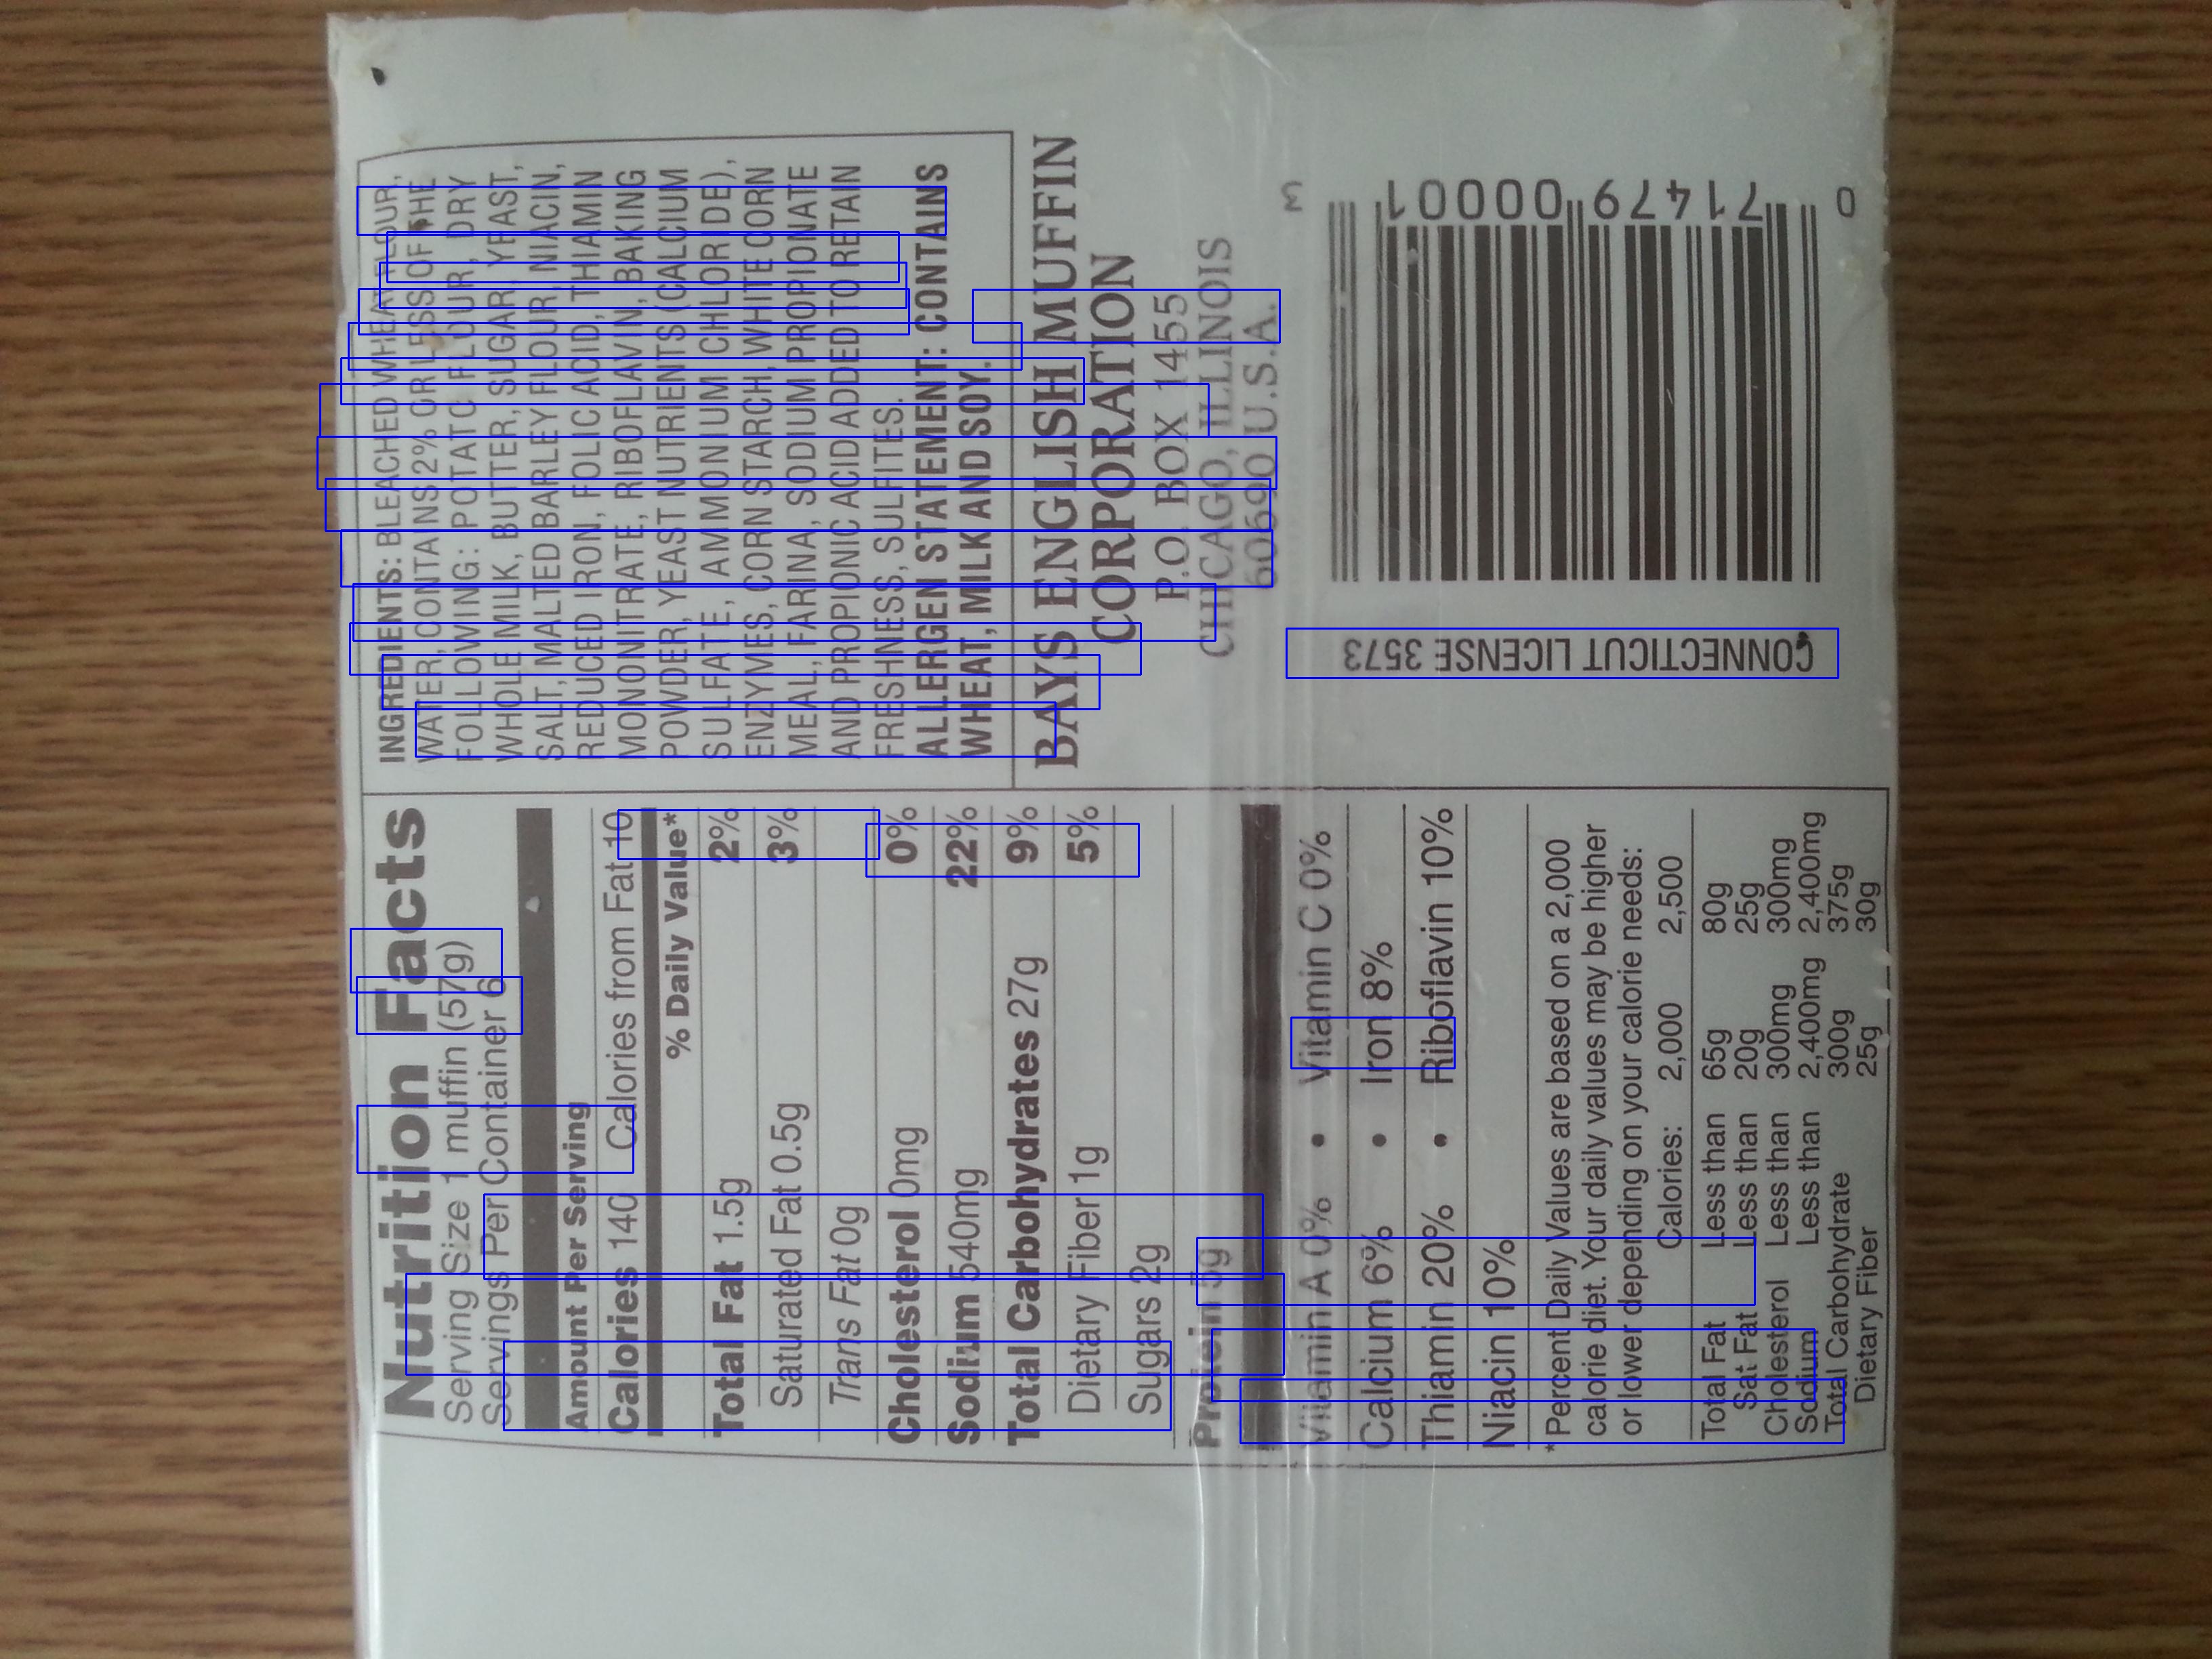 Nutrition Facts
Serving Size 1 muffin (57g)
Servings Per Container 6
Amount Per Serving
Calories 140 Calories from Fat 10
% Daily Value*
Total Fat 1.5g 2%
Saturated Fat 0.5g 3%
Trans Fat 0g
Cholesterol 0mg 0%
Sodium 540mg 22%
Total Carbohydrates 27g 9%
Dietary Fiber 1g 5%
Sugars 2g
Protein 5g
Vitamin A 0% • Vitamin C 0%
Calcium 6% • Iron 8%
Thiamin 20% • Riboflavin 10%
Niacin 10%
*Percent Daily Values are based on a 2,000
calorie diet. Your daily values may be higher
or lower depending on your calorie needs:
Calories: 2,000 2,500
Total Fat Less than 65g 80g
Sat Fat Less than 20g 25g
Cholesterol Less than 300mg 300mg
Sodium Less than 2,400mg 2,400mg
Total Carbohydrate 300g 375g
Dietary Fiber 25g 30g
INGREDIENTS: BLEACHED WHEAT FLOUR,
WATER, CONTAINS 2% OR LESS OF THE
FOLLOWING: POTATO FLOUR, DRY
WHOLE MILK, BUTTER, SUGAR, YEAST,
SALT, MALTED BARLEY FLOUR, NIACIN,
REDUCED IRON, FOLIC ACID, THIAMIN
MONONITRATE, RIBOFLAVIN, BAKING
POWDER, YEAST NUTRIENTS (CALCIUM
SULFATE, AMMONIUM CHLORIDE),
ENZYMES, CORN STARCH, WHITE CORN
MEAL, FARINA, SODIUM PROPIONATE
AND PROPIONIC ACID ADDED TO RETAIN
FRESHNESS, SULFITES.
ALLERGEN STATEMENT: CONTAINS
WHEAT, MILK AND SOY.
BAYS ENGLISH MUFFIN
CORPORATION
P.O. BOX 1455
CHICAGO, ILLINOIS
60690 U.S.A.
0 71479 00001 3
CONNECTICUT LICENSE 3573